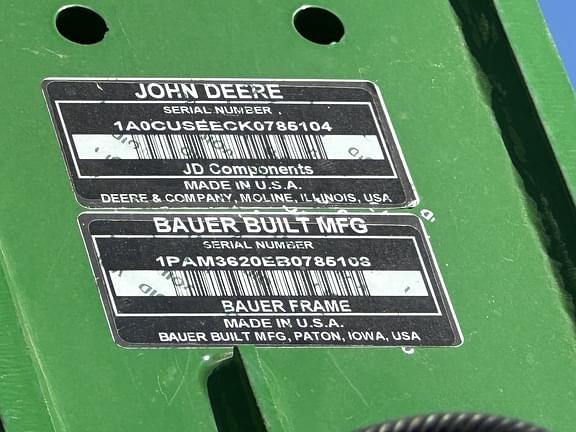 JOHN DEERE
SERIAL NUMBER
1A0CUSEECK0785104
JD Components
MADE IN U.S.A.
DEERE & COMPANY, MOLINE, ILLINOIS, USA
BAUER BUILT MFG
SERIAL NUMBER
1PAM3620EB0785103
BAUER FRAME
MADE IN U.S.A.
BAUER BUILT MFG, PATON, IOWA, USA